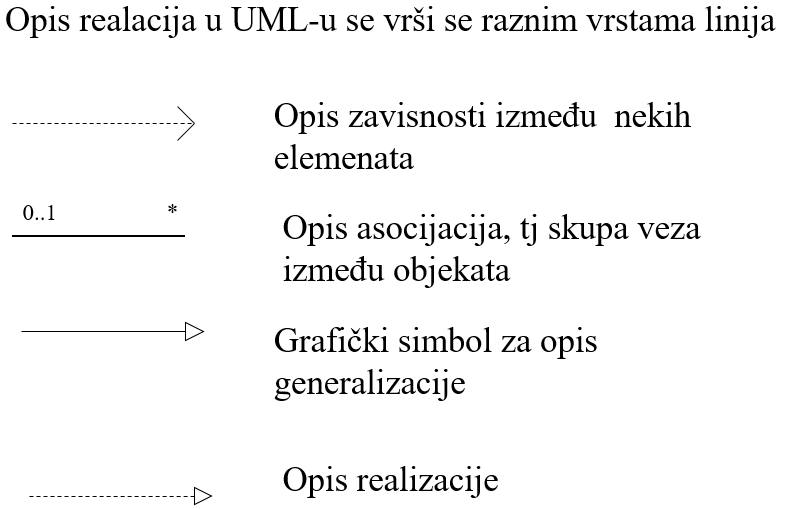 Opis realacija u UML-u se vrši se raznim vrstama linija
Opis zavisnosti između nekih
elemenata
0..1 *
Opis asocijacija, tj skupa veza
između objekata
Grafički simbol za opis
generalizacije
Opis realizacije